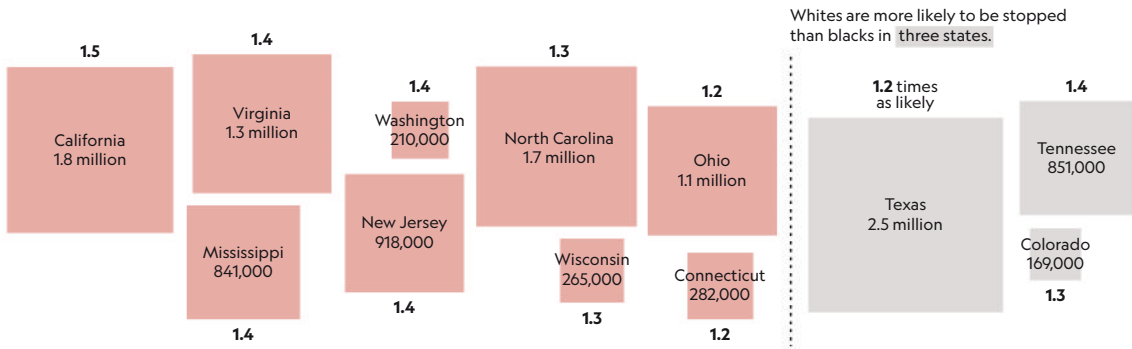 1.5
California
1.8 million
1.4
Virginia
1.3 million
Mississippi
841,000
1.4
1.4
Washington
210,000
New Jersey
918,000
1.4
1.3
North Carolina
1.7 million
Wisconsin
265,000
1.3
1.2
Ohio
1.1 million
Connecticut
282,000
1.2
Whites are more likely to be stopped
than blacks in three states.
1.2 times
as likely
Texas
2.5 million
1.4
Tennessee
851,000
Colorado
169,000
1.3